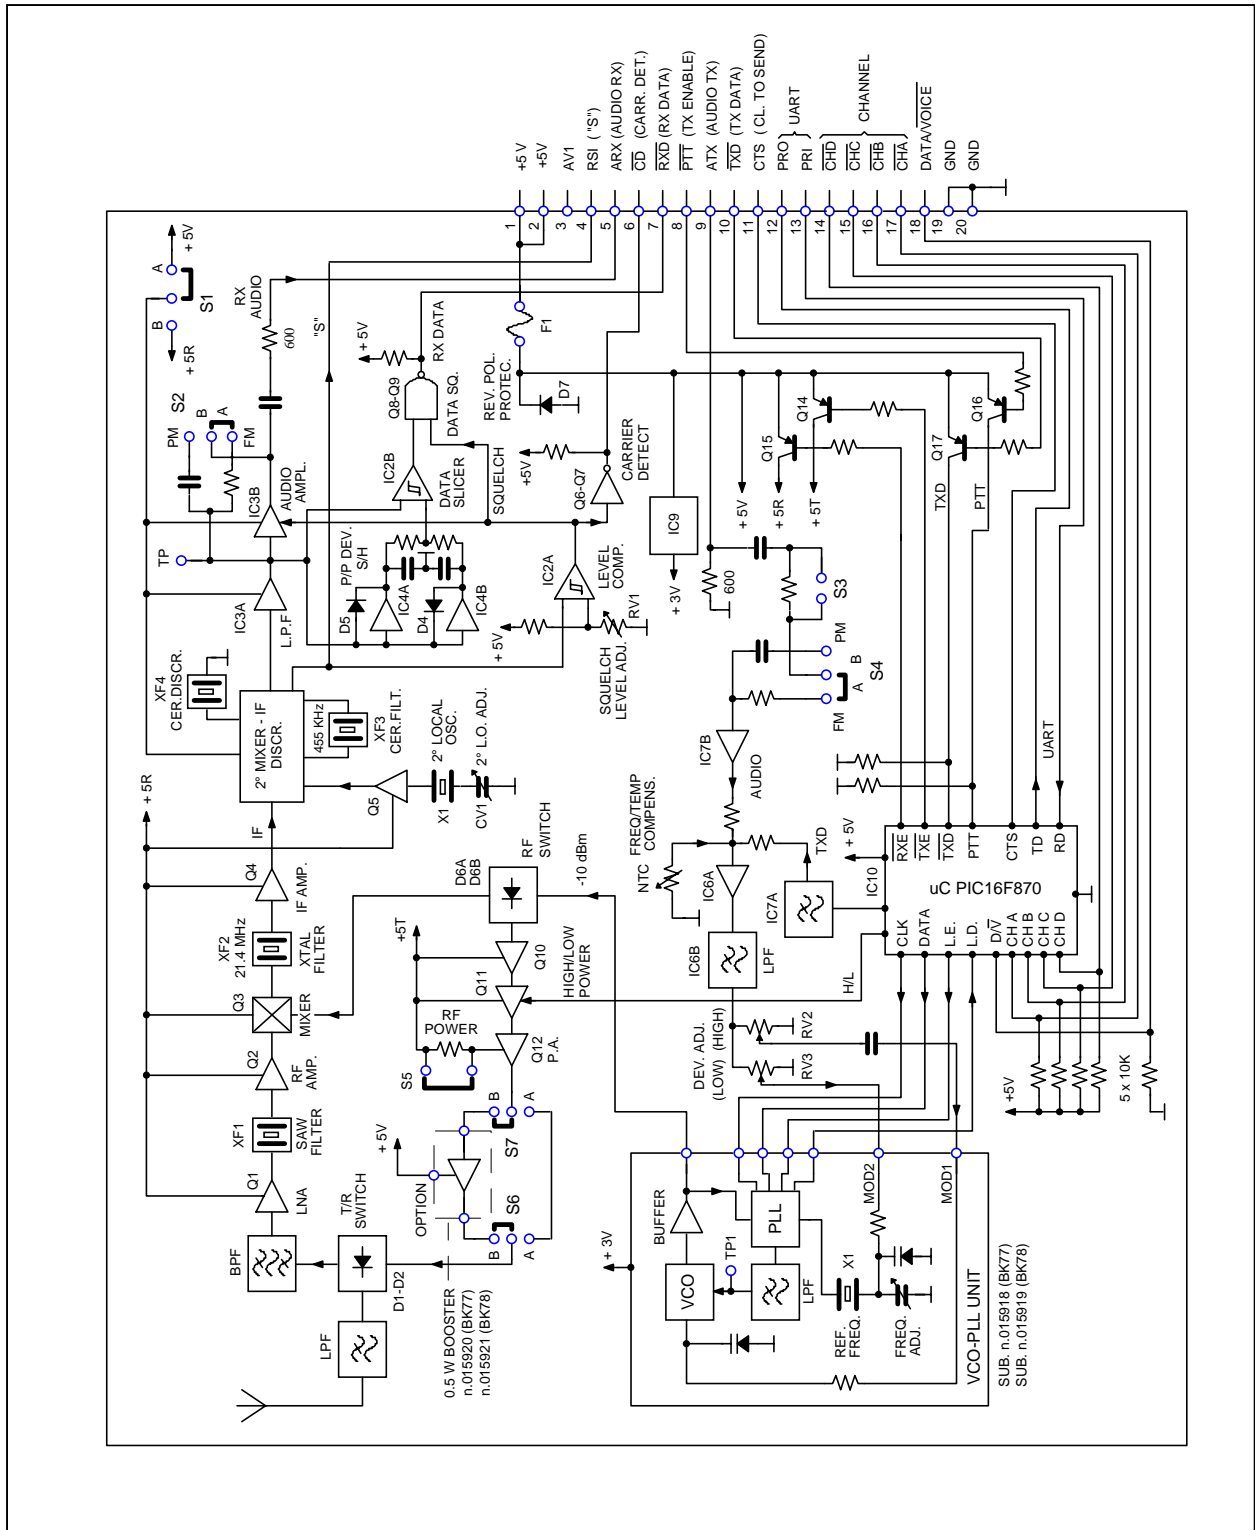 +5 V
+5V
AV1
RSI ( "S")
ARX (AUDIO RX)
CD (CARR. DET.)
RXD (RX DATA)
PTT (TX ENABLE)
ATX (AUDIO TX)
TXD (TX DATA)
CTS ( CL. TO SEND)
PRO
PRI
UART
CHD
CHC
CHB
CHA
CHANNEL
DATA/VOICE
GND
GND
1
2
3
4
5
6
7
8
9
10
11
12
13
14
15
16
17
18
19
20
LPF
T/R
SWITCH
D1-D2
BPF
Q1
LNA
XF1
SAW
FILTER
Q2
RF
AMP.
Q3
MIXER
XF2
21.4 MHz
XTAL
FILTER
Q4
IF AMP.
IF
+ 5R
2° MIXER - IF
DISCR.
XF4
CER.DISCR.
455 KHz
XF3
CER.FILT.
Q5
X1
2° LOCAL
OSC.
CV1
2° L.O. ADJ.
IC3A
L.P.F
TP
IC3B
AUDIO
AMPL.
PM
FM
B
A
S2
RX
AUDIO
600
"S"
B
A
+ 5R
+ 5V
S1
P/P DEV.
S/H
D5
IC4A
D4
IC4B
IC2B
DATA
SLICER
Q8-Q9
DATA SQ.
+ 5V
RX DATA
SQUELCH
IC2A
LEVEL
COMP.
+ 5V
RV1
SQUELCH
LEVEL ADJ.
+5V
Q6-Q7
CARRIER
DETECT
REV. POL.
PROTEC.
D7
F1
0.5 W BOOSTER
n.015920 (BK77)
n.015921 (BK78)
OPTION
+ 5V
S6
B
A
S7
B
A
S5
RF
POWER
Q12
P.A.
Q11
Q10
HIGH/LOW
POWER
+5T
D6A
D6B
RF
SWITCH
-10 dBm
IC9
+ 3V
+ 5V
+ 5R
+ 5T
Q15
Q14
Q17
Q16
TXD
PTT
600
S3
S4
PM
FM
B
A
IC7B
AUDIO
NTC
FREQ/TEMP
COMPENS.
IC6A
IC6B
LPF
IC7A
TXD
DEV. ADJ.
(LOW)
(HIGH)
RV2
RV3
H/L
IC10
+ 5V
uC PIC16F870
RXE
TXE
TXD
PTT
CTS
TD
RD
UART
CLK
DATA
L.E.
L.D.
D/V
CH A
CH B
CH C
CH D
+5V
5 x 10K
+ 3V
BUFFER
VCO
TP1
PLL
LPF
X1
REF.
FREQ.
FREQ.
ADJ.
MOD2
MOD1
VCO-PLL UNIT
SUB. n.015918 (BK77)
SUB. n.015919 (BK78)